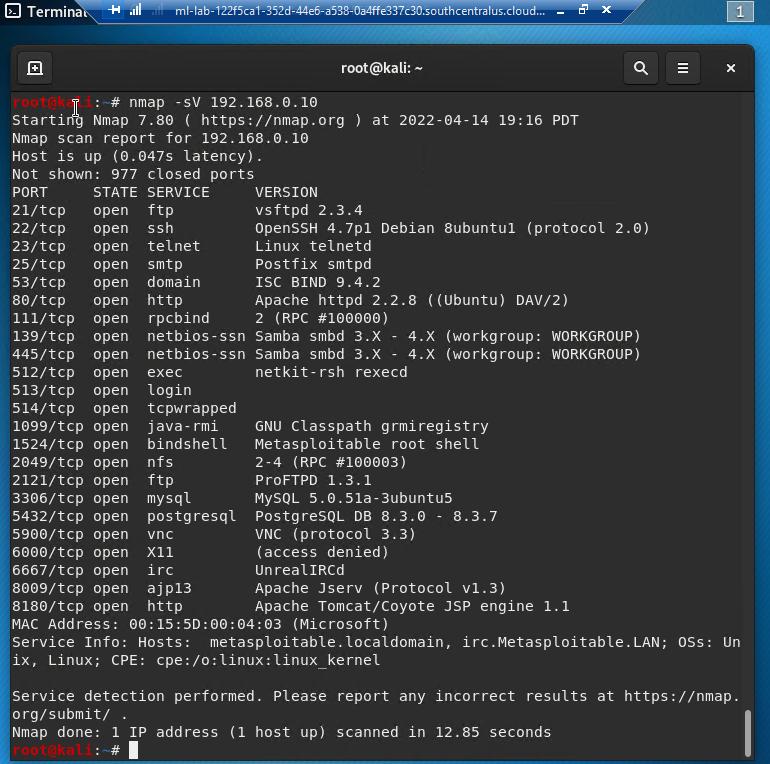 Terminal
ml-lab-122f5ca1-352d-44e6-a538-0a4ffe337c30.southcentralus.cloud...
1
root@kali: ~
root@kali:~# nmap -sV 192.168.0.10
Starting Nmap 7.80 ( https://nmap.org ) at 2022-04-14 19:16 PDT
Nmap scan report for 192.168.0.10
Host is up (0.047s latency).
Not shown: 977 closed ports
PORT     STATE SERVICE     VERSION
21/tcp   open  ftp         vsftpd 2.3.4
22/tcp   open  ssh         OpenSSH 4.7p1 Debian 8ubuntu1 (protocol 2.0)
23/tcp   open  telnet      Linux telnetd
25/tcp   open  smtp        Postfix smtpd
53/tcp   open  domain      ISC BIND 9.4.2
80/tcp   open  http        Apache httpd 2.2.8 ((Ubuntu) DAV/2)
111/tcp  open  rpcbind     2 (RPC #100000)
139/tcp  open  netbios-ssn Samba smbd 3.X - 4.X (workgroup: WORKGROUP)
445/tcp  open  netbios-ssn Samba smbd 3.X - 4.X (workgroup: WORKGROUP)
512/tcp  open  exec        netkit-rsh rexecd
513/tcp  open  login
514/tcp  open  tcpwrapped
1099/tcp open  java-rmi    GNU Classpath grmiregistry
1524/tcp open  bindshell   Metasploitable root shell
2049/tcp open  nfs         2-4 (RPC #100003)
2121/tcp open  ftp         ProFTPD 1.3.1
3306/tcp open  mysql       MySQL 5.0.51a-3ubuntu5
5432/tcp open  postgresql  PostgreSQL DB 8.3.0 - 8.3.7
5900/tcp open  vnc         VNC (protocol 3.3)
6000/tcp open  X11         (access denied)
6667/tcp open  irc         UnrealIRCd
8009/tcp open  ajp13       Apache Jserv (Protocol v1.3)
8180/tcp open  http        Apache Tomcat/Coyote JSP engine 1.1
MAC Address: 00:15:5D:00:04:03 (Microsoft)
Service Info: Hosts:  metasploitable.localdomain, irc.Metasploitable.LAN; OSs: Un
ix, Linux; CPE: cpe:/o:linux:linux_kernel
Service detection performed. Please report any incorrect results at https://nmap.
org/submit/ .
Nmap done: 1 IP address (1 host up) scanned in 12.85 seconds
root@kali:~#